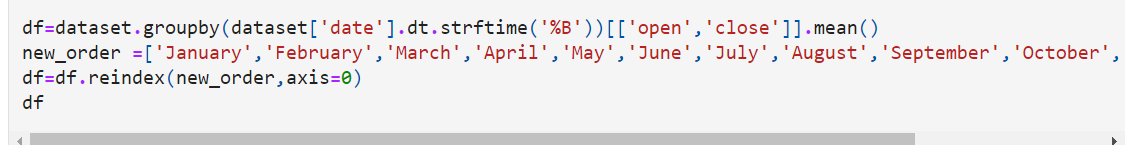 df=dataset.groupby(dataset['date'].dt.strftime('%B'))[['open','close']].mean()
new_order =['January','February','March','April','May','June','July','August','September','October',
df=df.reindex(new_order,axis=0)
df